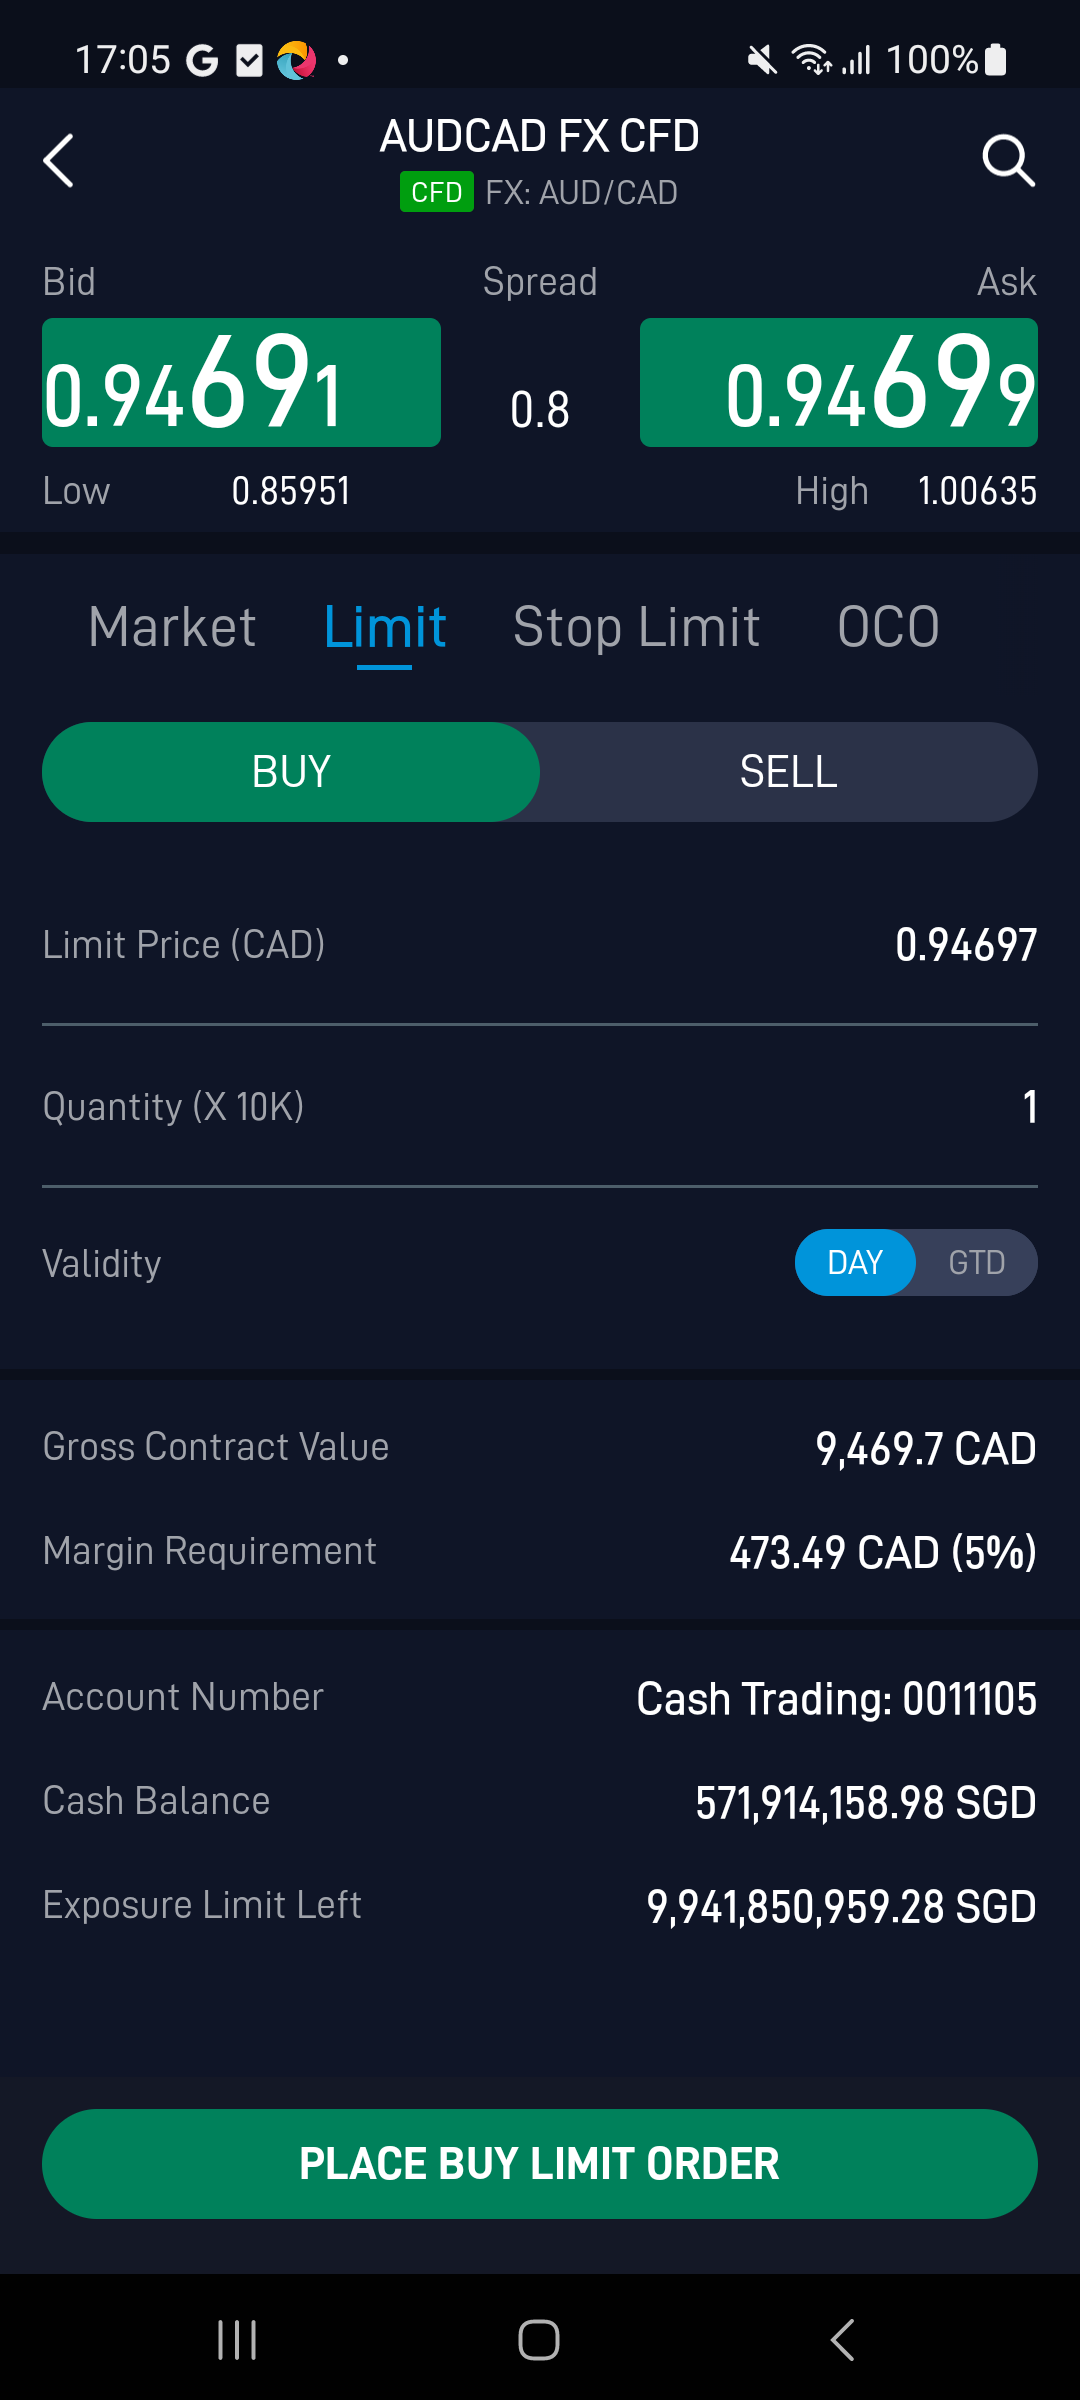 17:05 100%
AUDCAD FX CFD
CFD FX: AUD/CAD
Bid Spread Ask
0.94691 0.8 0.94699
Low 0.85951 High 1.00635
Market Limit Stop Limit OCO
BUY SELL
Limit Price (CAD) 0.94697
Quantity (X 10K) 1
Validity DAY GTD
Gross Contract Value 9,469.7 CAD
Margin Requirement 473.49 CAD (5%)
Account Number Cash Trading: 0011105
Cash Balance 571,914,158.98 SGD
Exposure Limit Left 9,941,850,959.28 SGD
PLACE BUY LIMIT ORDER